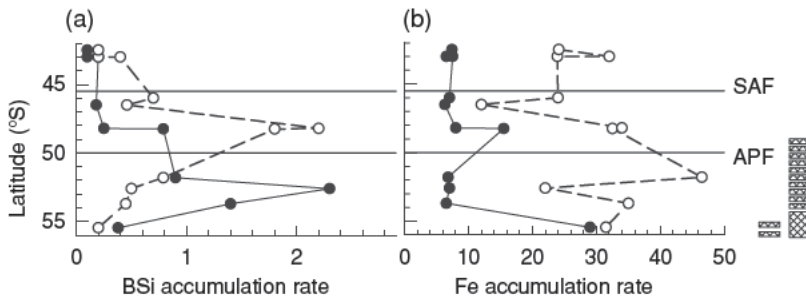 (a)
(b)
45
50
55
Latitude (°S)
SAF
APF
0
1
2
0
10
20
30
40
50
BSi accumulation rate
Fe accumulation rate